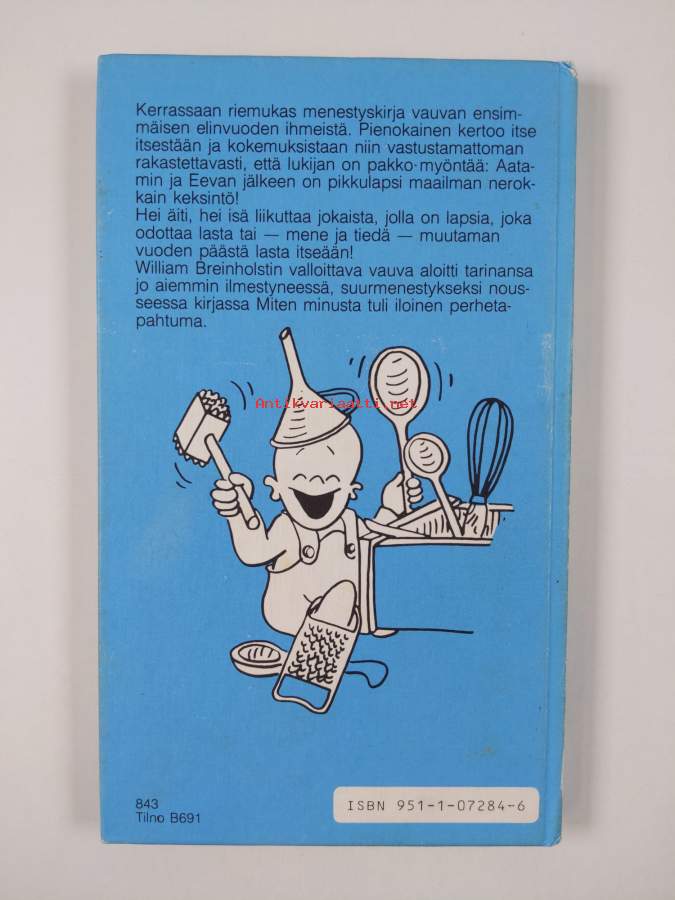 Kerrassaan riemukas menestyskirja vauvan ensim-
mäisen elinvuoden ihmeistä. Pienokainen kertoo itse
itsestään ja kokemuksistaan niin vastustamattoman
rakastettavasti, että lukijan on pakko myöntää: Aata-
min ja Eevan jälkeen on pikkulapsi maailman nerok-
kain keksintö!
Hei äiti, hei isä liikuttaa jokaista, jolla on lapsia, joka
odottaa lasta tai — mene ja tiedä — muutaman
vuoden päästä lasta itseään!
William Breinholstin valloittava vauva aloitti tarinansa
jo aiemmin ilmestyneessä, suurmenestykseksi nous-
seessa kirjassa Miten minusta tuli iloinen perheta-
pahtuma.
Antikvariaatti.net
843
Tilno B691
ISBN 951-1-07284-6